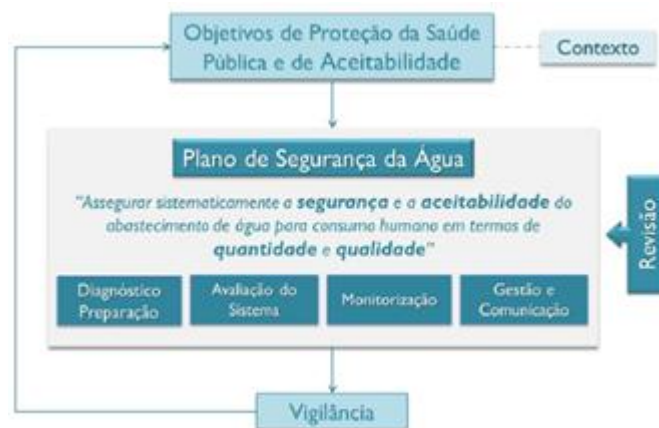 Objetivos de Proteção da Saúde
Pública e de Aceitabilidade
Contexto
Plano de Segurança da Água
"Assegurar sistematicamente a segurança e a aceitabilidade do
abastecimento de água para consumo humano em termos de
quantidade e qualidade"
Revisão
Diagnóstico
Preparação
Avaliação do
Sistema
Monitorização
Gestão e
Comunicação
Vigilância